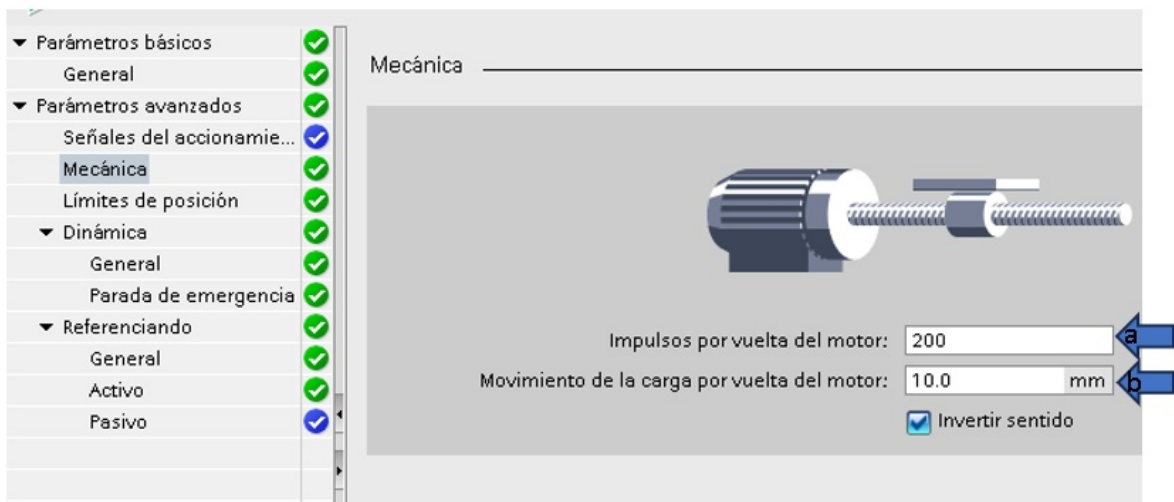 Parámetros básicos
General
Parámetros avanzados
Señales del accionamie...
Mecánica
Límites de posición
Dinámica
General
Parada de emergencia
Referenciando
General
Activo
Pasivo
Mecánica
Impulsos por vuelta del motor: 200 a
Movimiento de la carga por vuelta del motor: 10.0 mm b
Invertir sentido